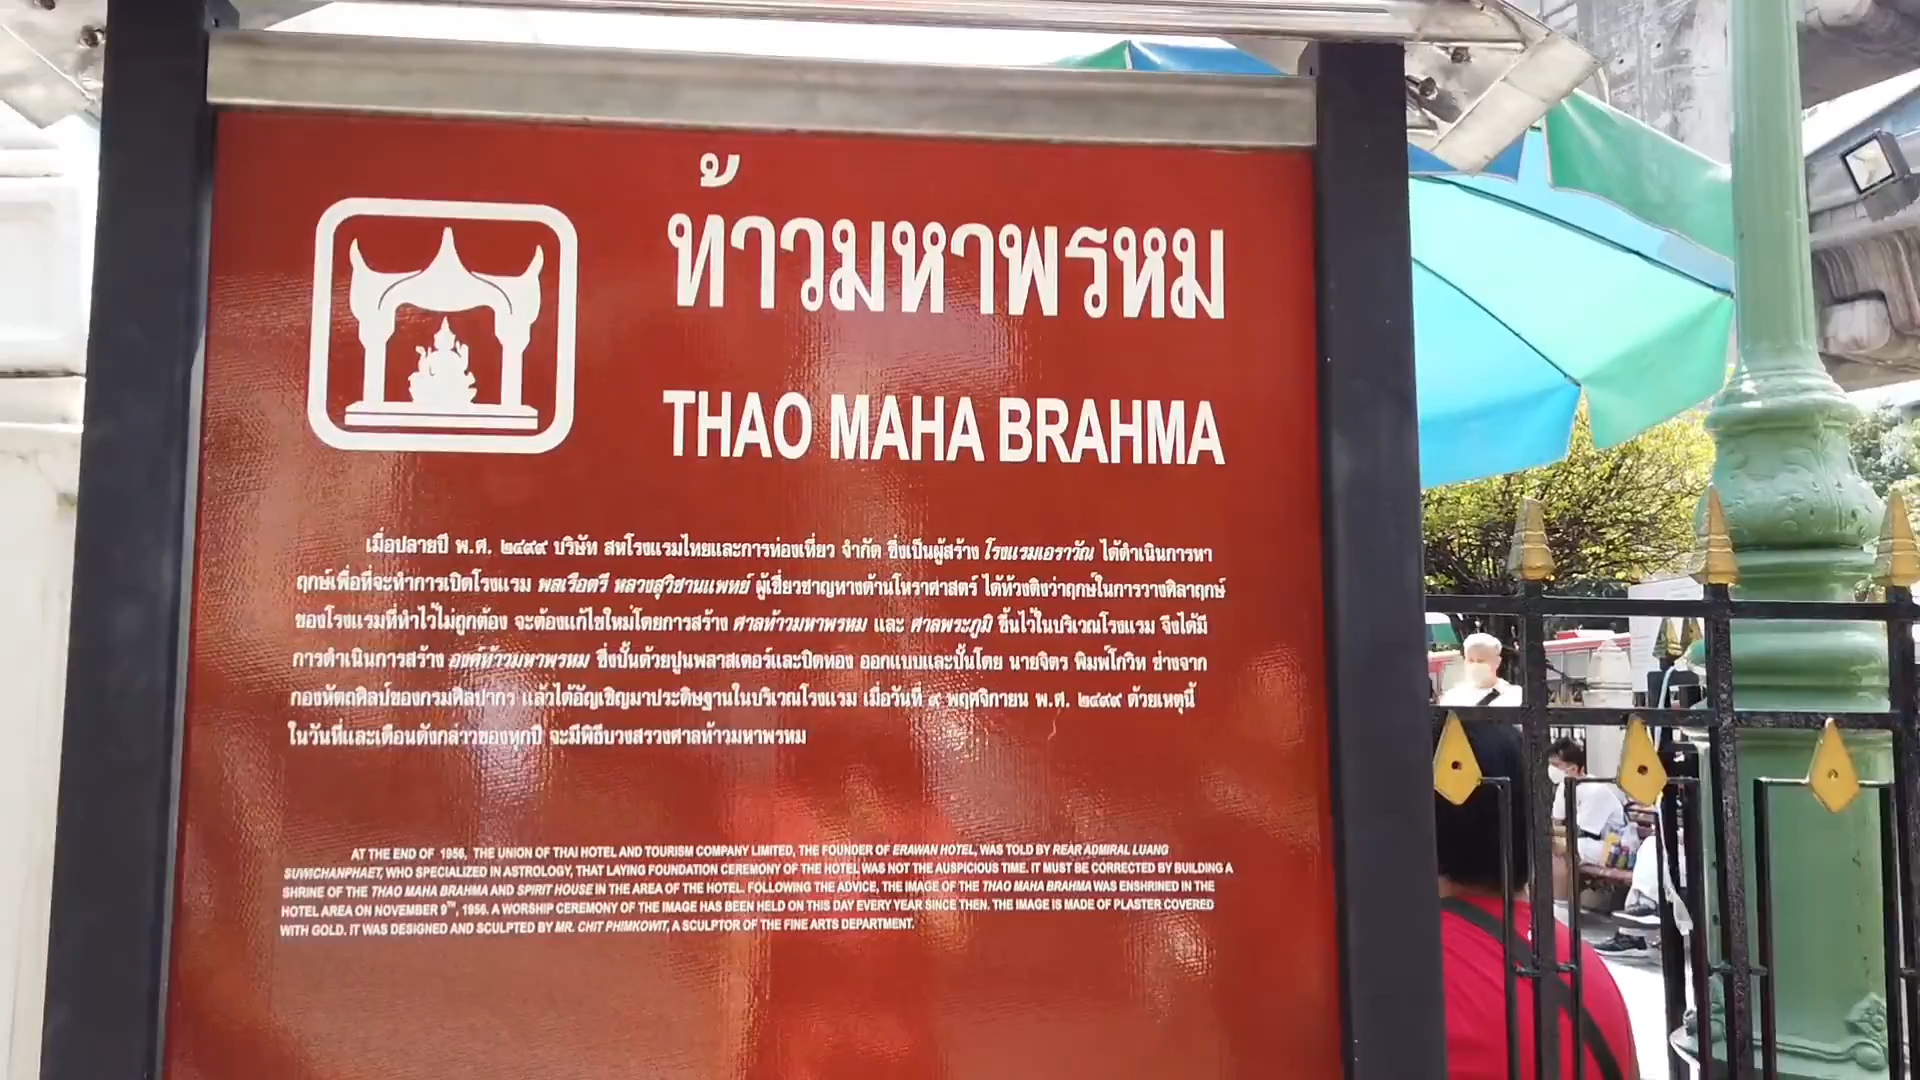 ท้าวมหาพรหม
THAO MAHA BRAHMA
เมื่อปลายปี พ.ศ. ๒๔๙๙ บริษัท สหโรงแรมไทยและการท่องเที่ยว จำกัด ซึ่งเป็นผู้สร้าง โรงแรมเอราวัณ ได้ดำเนินการหา
ฤกษ์เพื่อที่จะทำการเปิดโรงแรม พลเรือตรี หลวงสุวิชานแพทย์ ผู้เชี่ยวชาญทางด้านโหราศาสตร์ ได้ท้วงติงว่าฤกษ์ในการวางศิลาฤกษ์
ของโรงแรมที่ทำไว้ไม่ถูกต้อง จะต้องแก้ไขใหม่โดยการสร้าง ศาลท้าวมหาพรหม และ ศาลพระภูมิ ขึ้นไว้ในบริเวณโรงแรม จึงได้มี
การดำเนินการสร้าง องค์ท้าวมหาพรหม ซึ่งปั้นด้วยปูนพลาสเตอร์และปิดทอง ออกแบบและปั้นโดย นายจิตร พิมพ์โกวิท ช่างจาก
กองหัตถศิลปของกรมศิลปากร แล้วได้อัญเชิญมาประดิษฐานในบริเวณโรงแรม เมื่อวันที่ ๙ พฤศจิกายน พ.ศ. ๒๔๙๙ ด้วยเหตุนี้
ในวันที่และเดือนดังกล่าวของทุกปี จะมีพิธีบวงสรวงศาลท้าวมหาพรหม
AT THE END OF 1956, THE UNION OF THAI HOTEL AND TOURISM COMPANY LIMITED, THE FOUNDER OF ERAWAN HOTEL, WAS TOLD BY REAR ADMIRAL LUANG
SUWICHANPHAET, WHO SPECIALIZED IN ASTROLOGY, THAT LAYING FOUNDATION CEREMONY OF THE HOTEL WAS NOT THE AUSPICIOUS TIME. IT MUST BE CORRECTED BY BUILDING A
SHRINE OF THE THAO MAHA BRAHMA AND SPIRIT HOUSE IN THE AREA OF THE HOTEL. FOLLOWING THE ADVICE, THE IMAGE OF THE THAO MAHA BRAHMA WAS ENSHRINED IN THE
HOTEL AREA ON NOVEMBER 9TH, 1956. A WORSHIP CEREMONY OF THE IMAGE HAS BEEN HELD ON THIS DAY EVERY YEAR SINCE THEN. THE IMAGE IS MADE OF PLASTER COVERED
WITH GOLD. IT WAS DESIGNED AND SCULPTED BY MR. CHIT PHIMKOWIT, A SCULPTOR OF THE FINE ARTS DEPARTMENT.